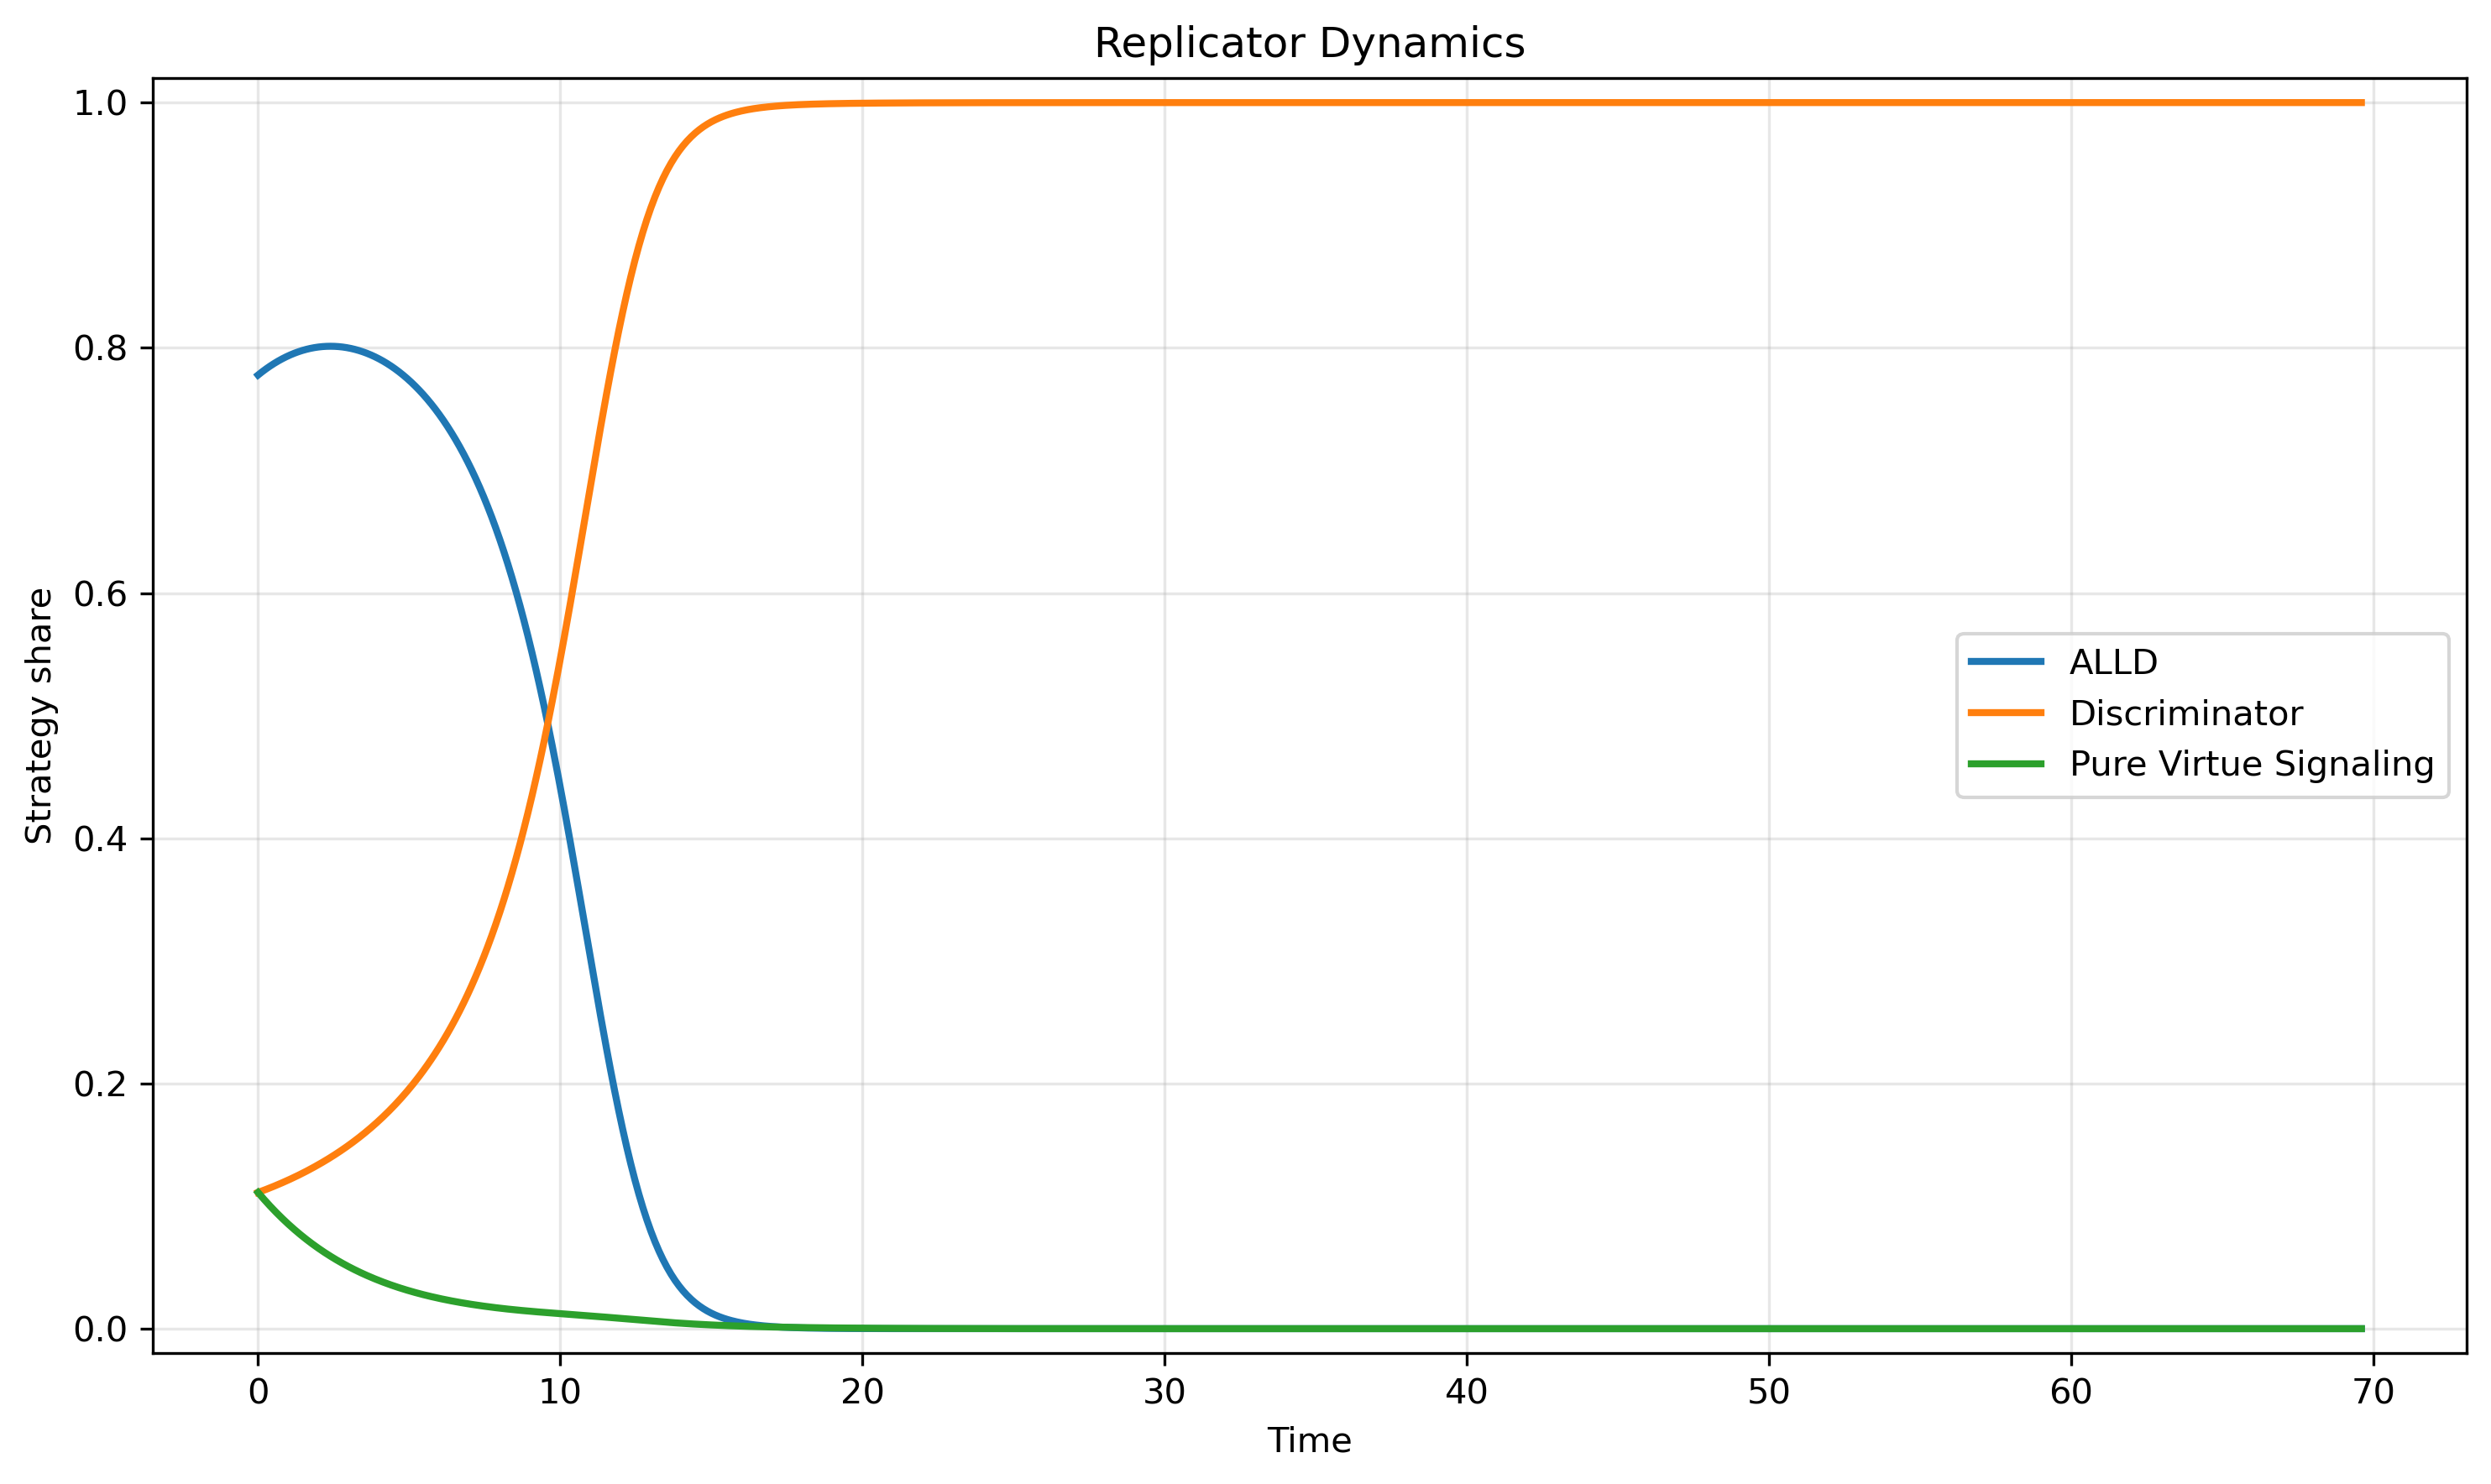 Replicator Dynamics
1.0
0.8
0.6
0.4
0.2
0.0
Strategy share
ALLD
Discriminator
Pure Virtue Signaling
0 10 20 30 40 50 60 70
Time